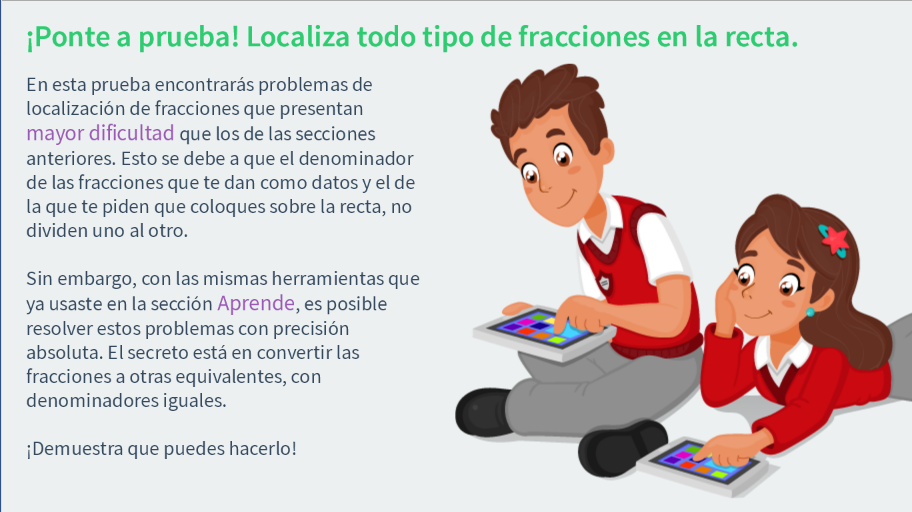 ¡Ponte a prueba! Localiza todo tipo de fracciones en la recta.
En esta prueba encontrarás problemas de
localización de fracciones que presentan
mayor dificultad que los de las secciones
anteriores. Esto se debe a que el denominador
de las fracciones que te dan como datos y el de
la que te piden que coloques sobre la recta, no
dividen uno al otro.
Sin embargo, con las mismas herramientas que
ya usaste en la sección Aprende, es posible
resolver estos problemas con precisión
absoluta. El secreto está en convertir las
fracciones a otras equivalentes, con
denominadores iguales.
¡Demuestra que puedes hacerlo!